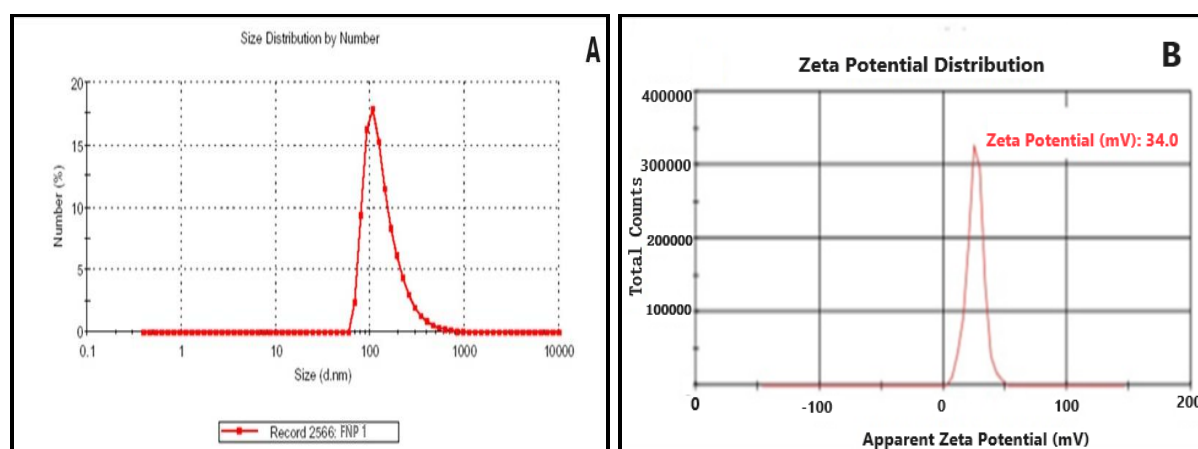 Size Distribution by Number
A
20
15
10
5
0
Number (%)
0.1 1 10 100 1000 10000
Size (d.nm)
Record 2566: FNP 1
B
Zeta Potential Distribution
400000
Zeta Potential (mV): 34.0
300000
200000
100000
Total Counts
0 -100 0 100 200
Apparent Zeta Potential (mV)